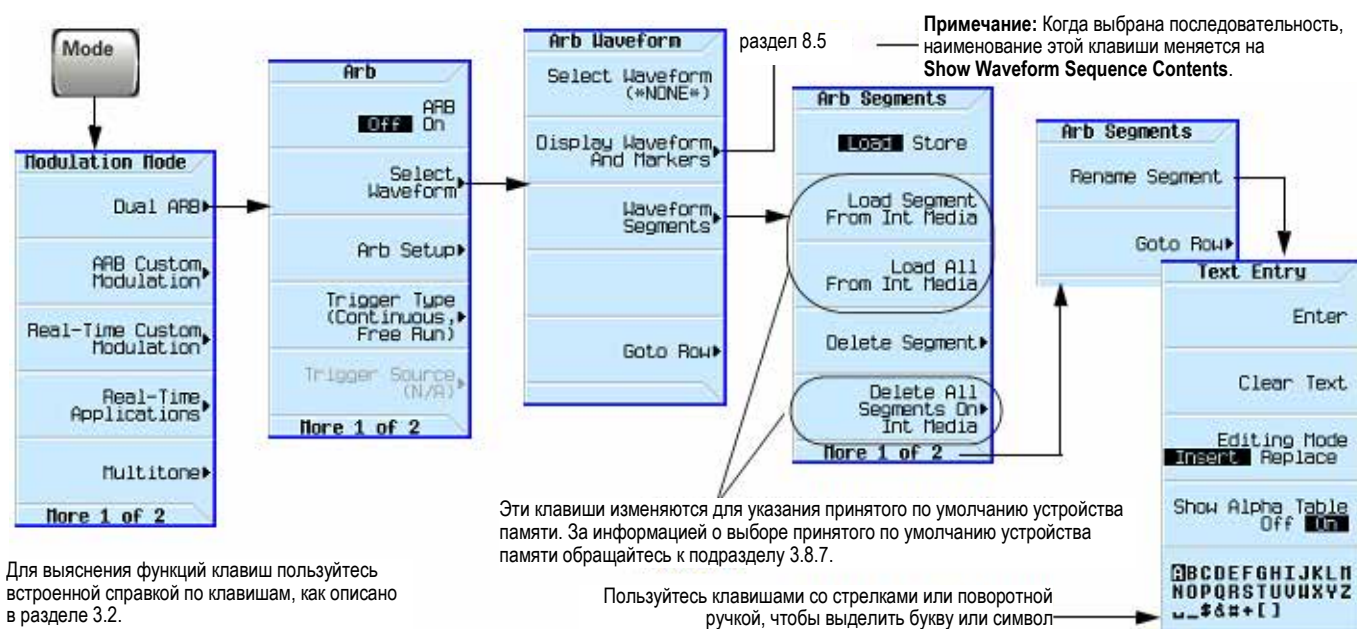 Mode
Modulation Mode
Dual ARB
ARB Custom
Modulation
Real-Time Custom
Modulation
Real-Time
Applications
Multitone
More 1 of 2
Arb
ARB
Off On
Select
Waveform
Arb Setup
Trigger Type
(Continuous,
Free Run)
Trigger Source
(N/A)
More 1 of 2
Arb Waveform
Select Waveform
(*NONE*)
Display Waveform
And Markers
Waveform
Segments
Goto Row
раздел 8.5
Примечание: Когда выбрана последовательность,
наименование этой клавиши меняется на
Show Waveform Sequence Contents.
Arb Segments
Load Store
Load Segment
From Int Media
Load All
From Int Media
Delete Segment
Delete All
Segments On
Int Media
More 1 of 2
Arb Segments
Rename Segment
Goto Row
Text Entry
Enter
Clear Text
Editing Mode
Insert Replace
Show Alpha Table
Off On
ABCDEFGHIJKLM
NOPQRSTUVWXYZ
␣_$&#+[]
Эти клавиши изменяются для указания принятого по умолчанию устройства
памяти. За информацией о выборе принятого по умолчанию устройства
памяти обращайтесь к подразделу 3.8.7.
Для выяснения функций клавиш пользуйтесь
встроенной справкой по клавишам, как описано
в разделе 3.2.
Пользуйтесь клавишами со стрелками или поворотной
ручкой, чтобы выделить букву или символ